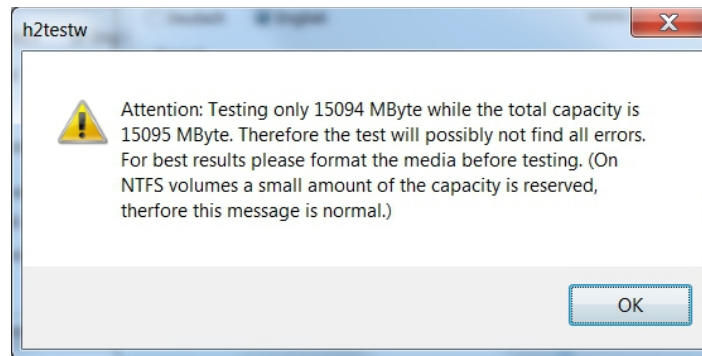 h2testw
Attention: Testing only 15094 MByte while the total capacity is
15095 MByte. Therefore the test will possibly not find all errors.
For best results please format the media before testing. (On
NTFS volumes a small amount of the capacity is reserved,
therfore this message is normal.)
OK